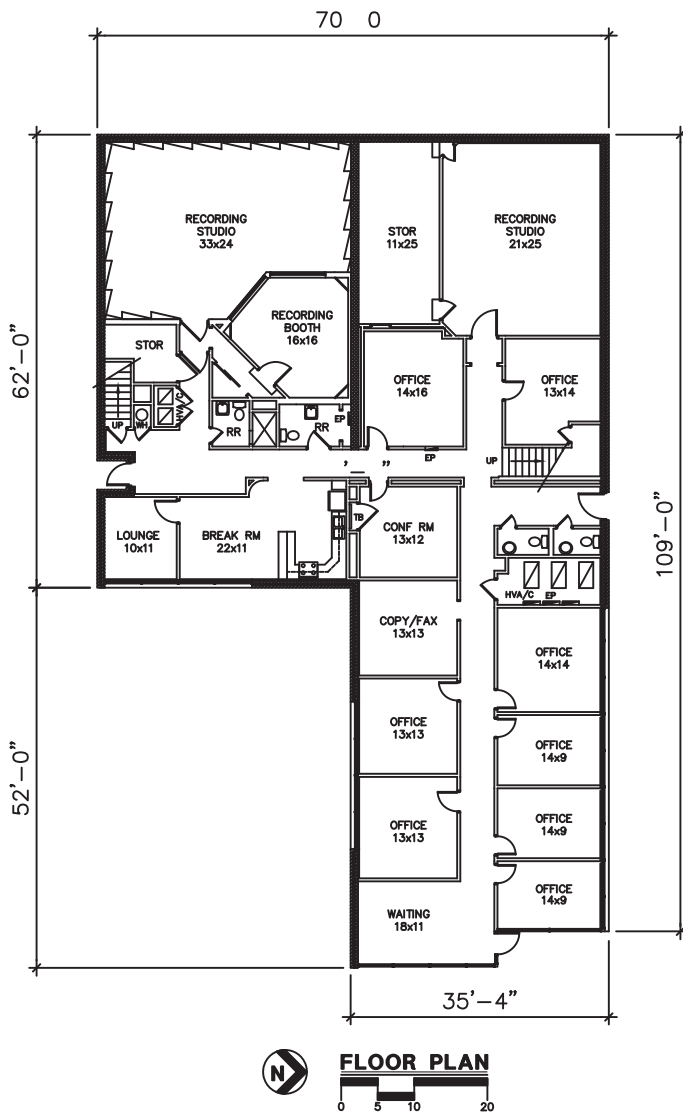 70 0
RECORDING
STUDIO
33x24
STOR
11x25
RECORDING
STUDIO
21x25
RECORDING
BOOTH
16x16
STOR
62'-0"
OFFICE
14x16
OFFICE
13x14
HVA/C
UP
WH
RR
RR
EP
EP
UP
'_ "
LOUNGE
10x11
BREAK RM
22x11
TB
CONF RM
13x12
109'-0"
HVA/C
EP
COPY/FAX
13x13
OFFICE
14x14
OFFICE
13x13
OFFICE
14x9
52'-0"
OFFICE
13x13
OFFICE
14x9
OFFICE
14x9
WAITING
18x11
35'-4"
N
FLOOR PLAN
0 5 10 20